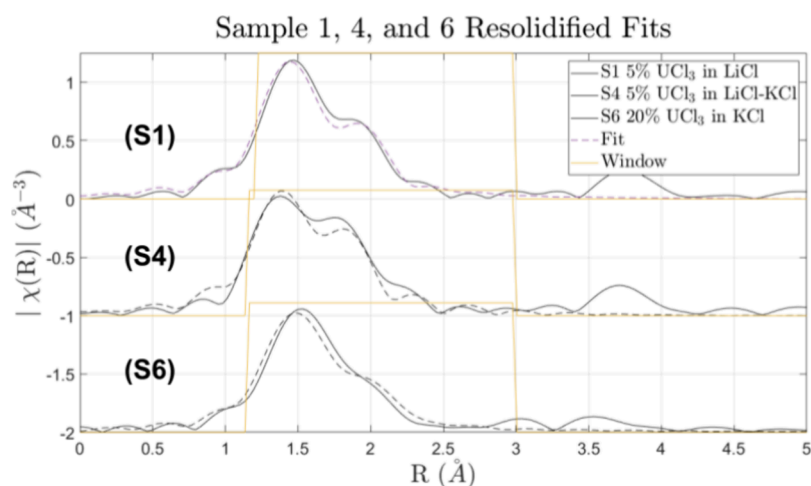 Sample 1, 4, and 6 Resolidified Fits
S1 5% UCl₃ in LiCl
S4 5% UCl₃ in LiCl-KCl
S6 20% UCl₃ in KCl
Fit
Window
(S1)
(S4)
(S6)
| χ(R)| (Å⁻³)
1
0.5
0
-0.5
-1
-1.5
-2
0 0.5 1 1.5 2 2.5 3 3.5 4 4.5 5
R (Å)